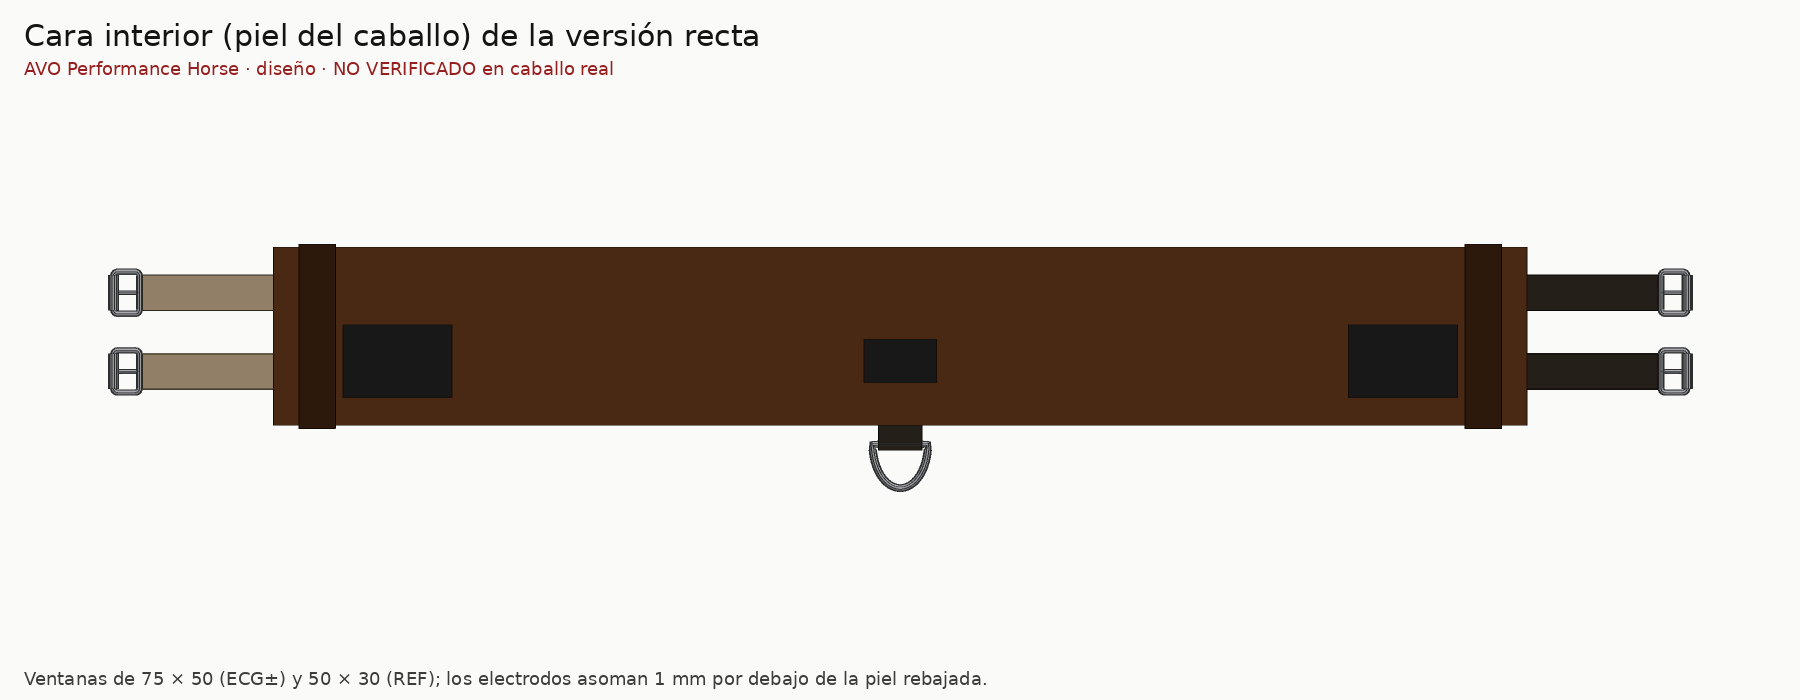 Cara interior (piel del caballo) de la versión recta
AVO Performance Horse · diseño · NO VERIFICADO en caballo real
Ventanas de 75 × 50 (ECG±) y 50 × 30 (REF); los electrodos asoman 1 mm por debajo de la piel rebajada.